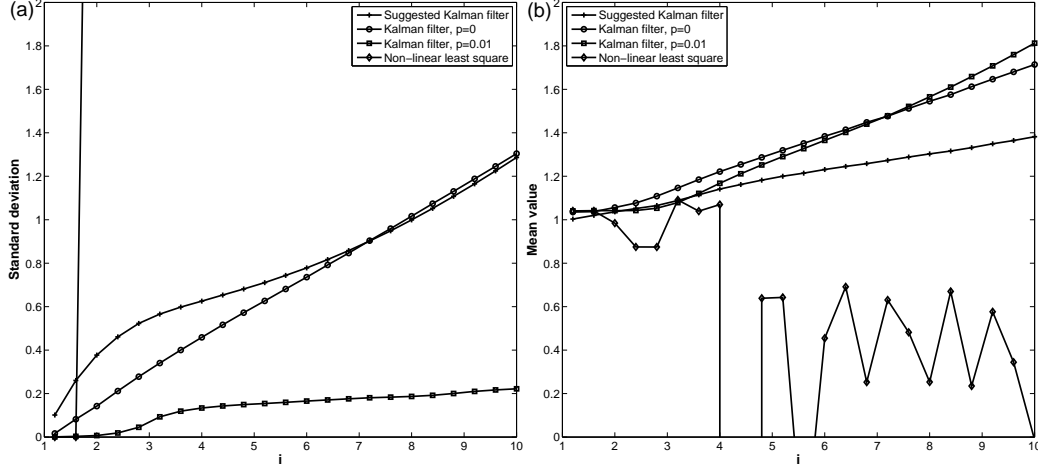 (a)
Suggested Kalman filter
Kalman filter, p=0
Kalman filter, p=0.01
Non-linear least square
2
1.8
1.6
1.4
1.2
1
0.8
0.6
0.4
0.2
0
Standard deviation
1 2 3 4 5 6 7 8 9 10
i
(b)
Suggested Kalman filter
Kalman filter, p=0
Kalman filter, p=0.01
Non-linear least square
2
1.8
1.6
1.4
1.2
1
0.8
0.6
0.4
0.2
0
Mean value
1 2 3 4 5 6 7 8 9 10
i